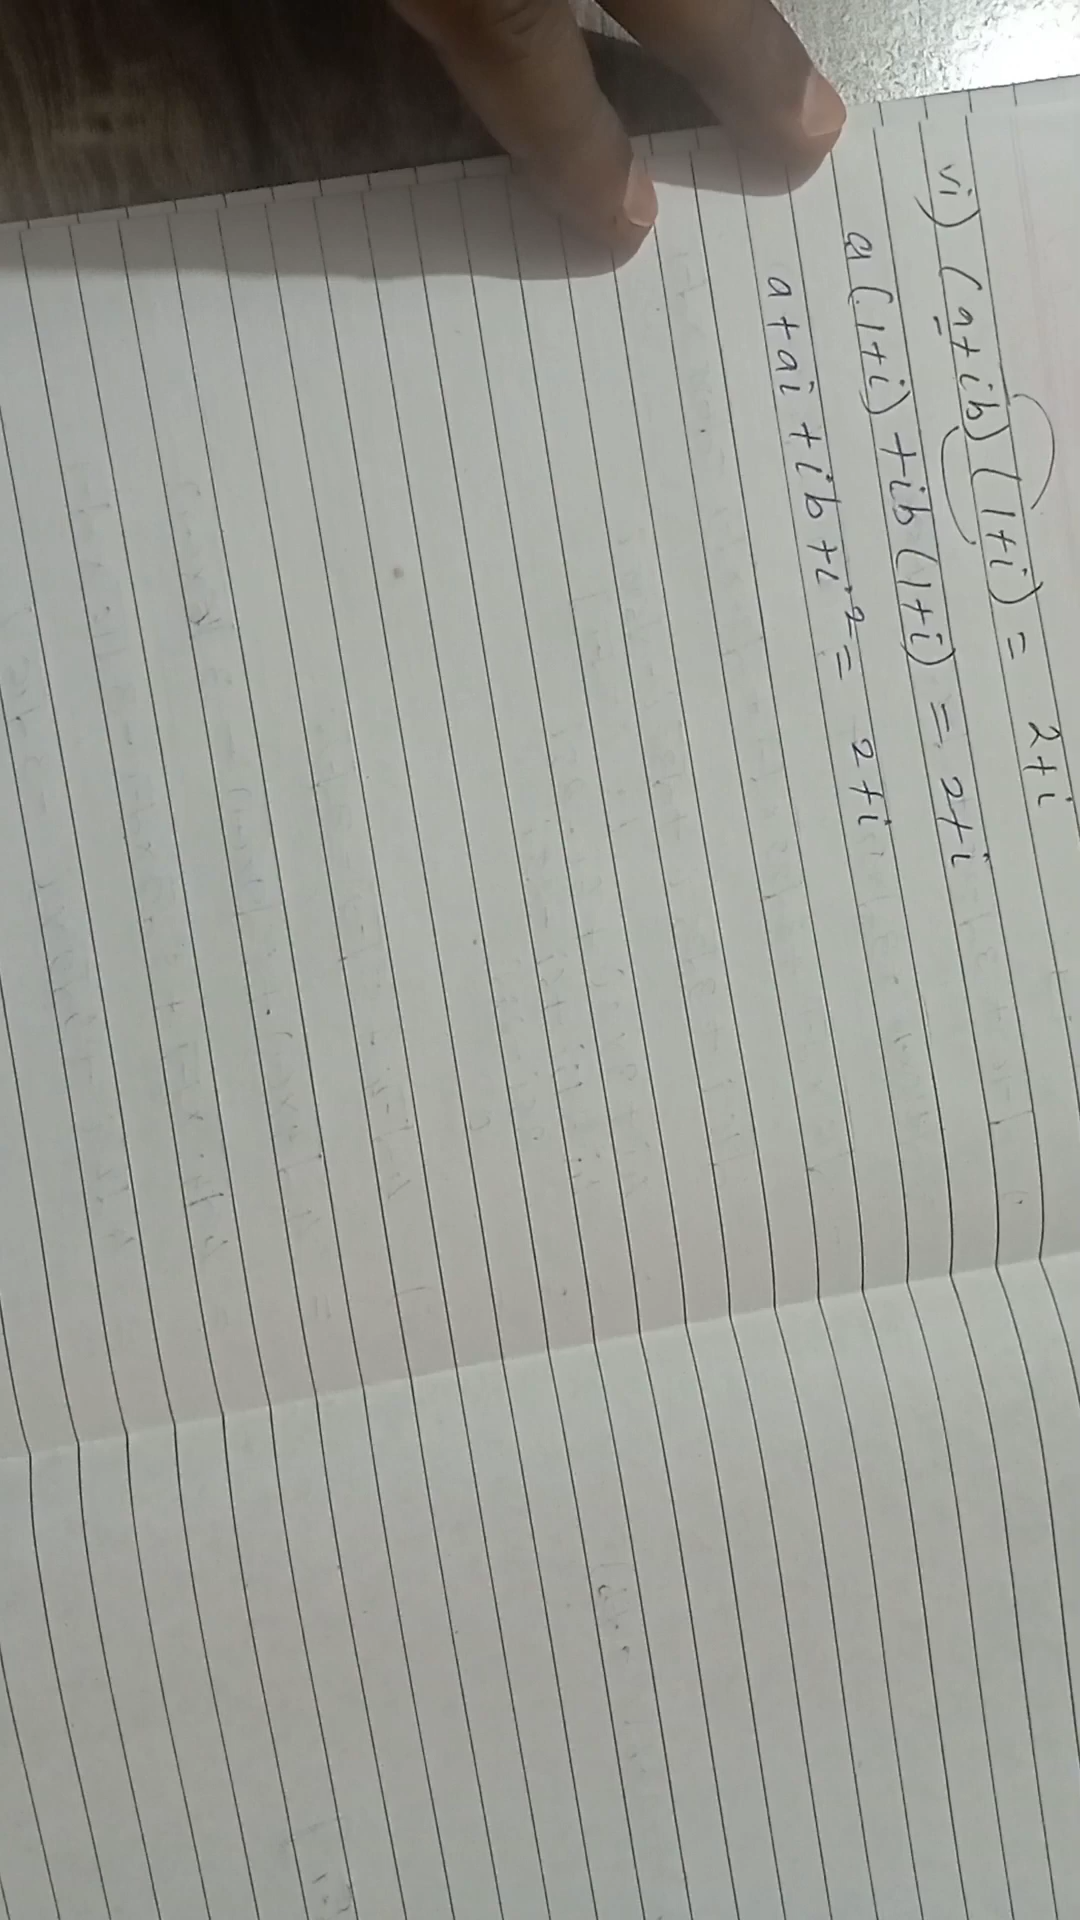 vi) (a+ib) (1+i) = 2+i
a(1+i) + ib(1+i) = 2+i
a + ai + ib + i² = 2+i